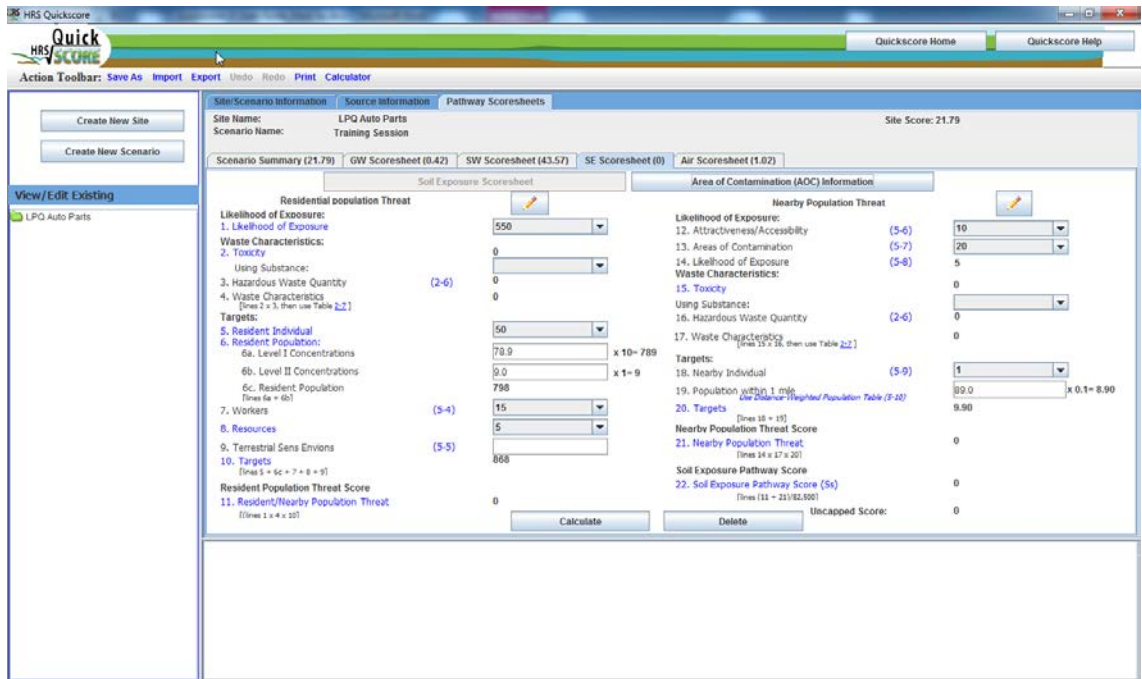 HRS Quickscore
Quick
HRS/SCORE
Quickscore Home
Quickscore Help
Action Toolbar: Save As Import Export Undo Redo Print Calculator
Create New Site
Create New Scenario
View/Edit Existing
LPQ Auto Parts
Site/Scenario Information
Source Information
Pathway Scoresheets
Site Name: LPQ Auto Parts
Site Score: 21.79
Scenario Name: Training Session
Scenario Summary (21.79)
GW Scoresheet (0.42)
SW Scoresheet (43.57)
SE Scoresheet (0)
Air Scoresheet (1.02)
Soil Exposure Scoresheet
Area of Contamination (AOC) Information
Residential population Threat
Likelihood of Exposure:
1. Likelihood of Exposure 550
Waste Characteristics:
2. Toxicity 0
Using Substance:
3. Hazardous Waste Quantity (2-6) 0
4. Waste Characteristics 0
[lines 2 x 3, then use Table 2-7 ]
Targets:
5. Resident Individual 50
6. Resident Population:
6a. Level I Concentrations 78.9 x 10= 789
6b. Level II Concentrations 9.0 x 1= 9
6c. Resident Population 798
[lines 6a + 6b]
7. Workers (5-4) 15
8. Resources 5
9. Terrestrial Sens Envions (5-5)
10. Targets 868
[lines 5 + 6c + 7 + 8 + 9]
Resident Population Threat Score
11. Resident/Nearby Population Threat 0
[lines 1 x 4 x 10]
Nearby Population Threat
Likelihood of Exposure:
12. Attractiveness/Accessibility (5-6) 10
13. Areas of Contamination (5-7) 20
14. Likelihood of Exposure (5-8) 5
Waste Characteristics:
15. Toxicity 0
Using Substance:
16. Hazardous Waste Quantity (2-6) 0
17. Waste Characteristics 0
[lines 15 x 16, then use Table 2-7 ]
Targets:
18. Nearby Individual (5-9) 1
19. Population within 1 mile 89.0 x 0.1= 8.90
Use Distance-Weighted Population Table (5-10)
20. Targets 9.90
[lines 18 + 19]
Nearby Population Threat Score
21. Nearby Population Threat 0
[lines 14 x 17 x 20]
Soil Exposure Pathway Score
22. Soil Exposure Pathway Score (Ss) 0
[lines (11 + 21)/82,500]
Uncapped Score: 0
Calculate
Delete